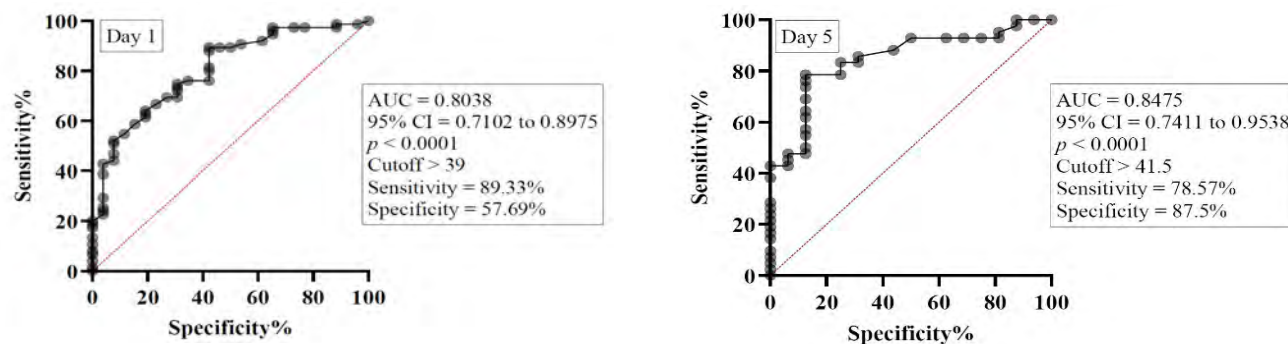 Day 1
100
80
60
40
20
0
Sensitivity%
0 20 40 60 80 100
Specificity%
AUC = 0.8038
95% CI = 0.7102 to 0.8975
p < 0.0001
Cutoff > 39
Sensitivity = 89.33%
Specificity = 57.69%
Day 5
100
80
60
40
20
0
Sensitivity%
0 20 40 60 80 100
Specificity%
AUC = 0.8475
95% CI = 0.7411 to 0.9538
p < 0.0001
Cutoff > 41.5
Sensitivity = 78.57%
Specificity = 87.5%